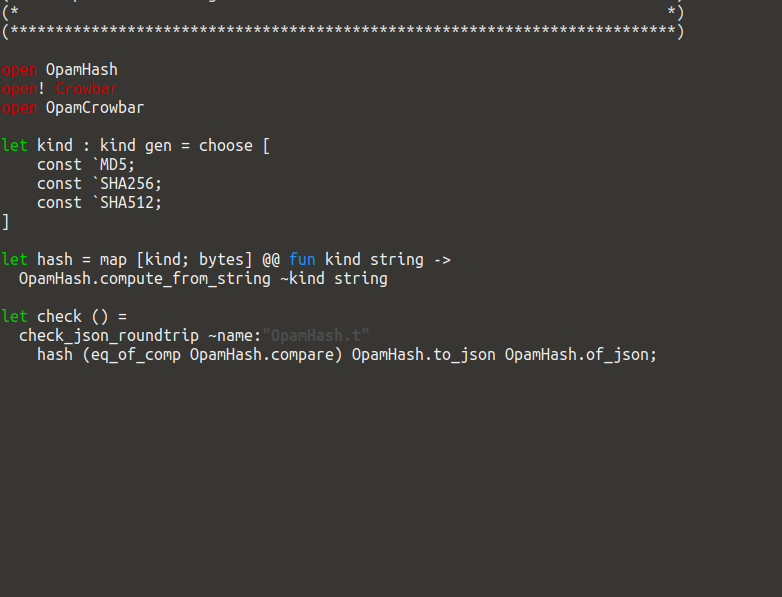 (*                                                                        *)
(**************************************************************************)
open OpamHash
open! Crowbar
open OpamCrowbar
let kind : kind gen = choose [
    const `MD5;
    const `SHA256;
    const `SHA512;
]
let hash = map [kind; bytes] @@ fun kind string ->
  OpamHash.compute_from_string ~kind string
let check () =
  check_json_roundtrip ~name:"OpamHash.t"
    hash (eq_of_comp OpamHash.compare) OpamHash.to_json OpamHash.of_json;